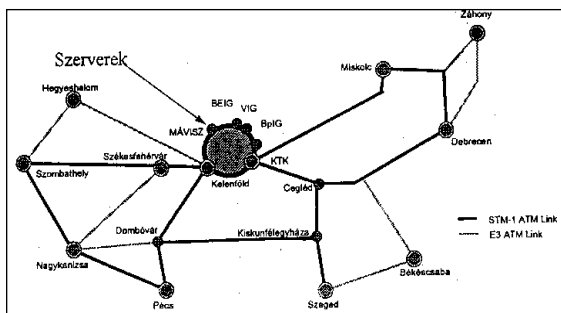 Záhony
Szerverek
Miskolc
BEIG
Hegyeshalom
VIG
MÁVISZ
BpIG
Debrecen
Székesfehérvár
KTK
Szombathely
Kelenföld
Cegléd
STM-1 ATM Link
Dombóvár
Kiskunfélegyháza
E3 ATM Link
Nagykanizsa
Békéscsaba
Pécs
Szeged